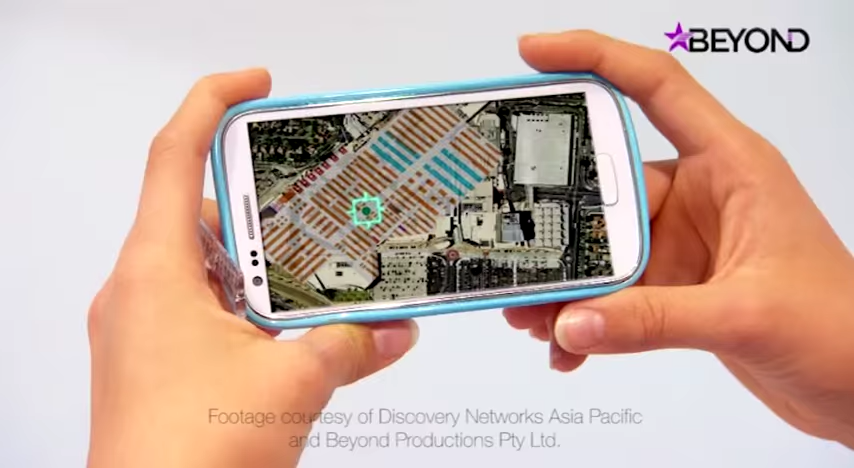 BEYOND
Footage courtesy of Discovery Networks Asia Pacific
and Beyond Productions Pty Ltd.